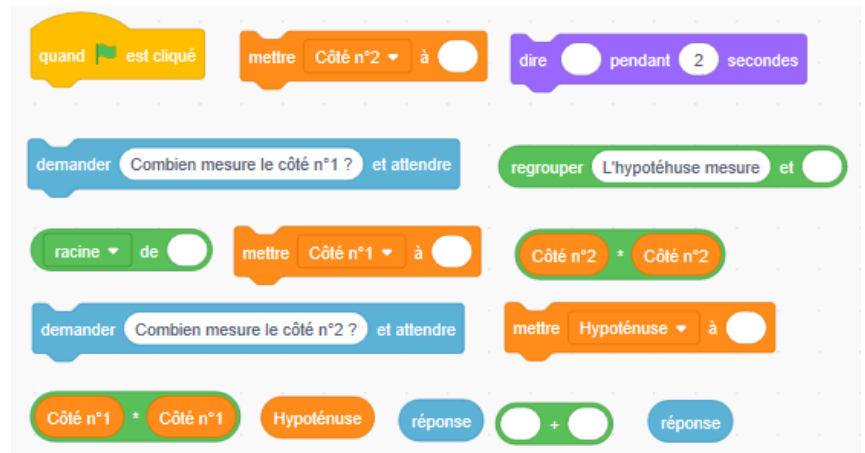 quand est cliqué
mettre Côté n°2 à
dire pendant 2 secondes
demander Combien mesure le côté n°1 ? et attendre
regrouper L'hypotéhuse mesure et
racine de
mettre Côté n°1 à
Côté n°2 * Côté n°2
demander Combien mesure le côté n°2 ? et attendre
mettre Hypoténuse à
Côté n°1 * Côté n°1
Hypoténuse
réponse
+
réponse